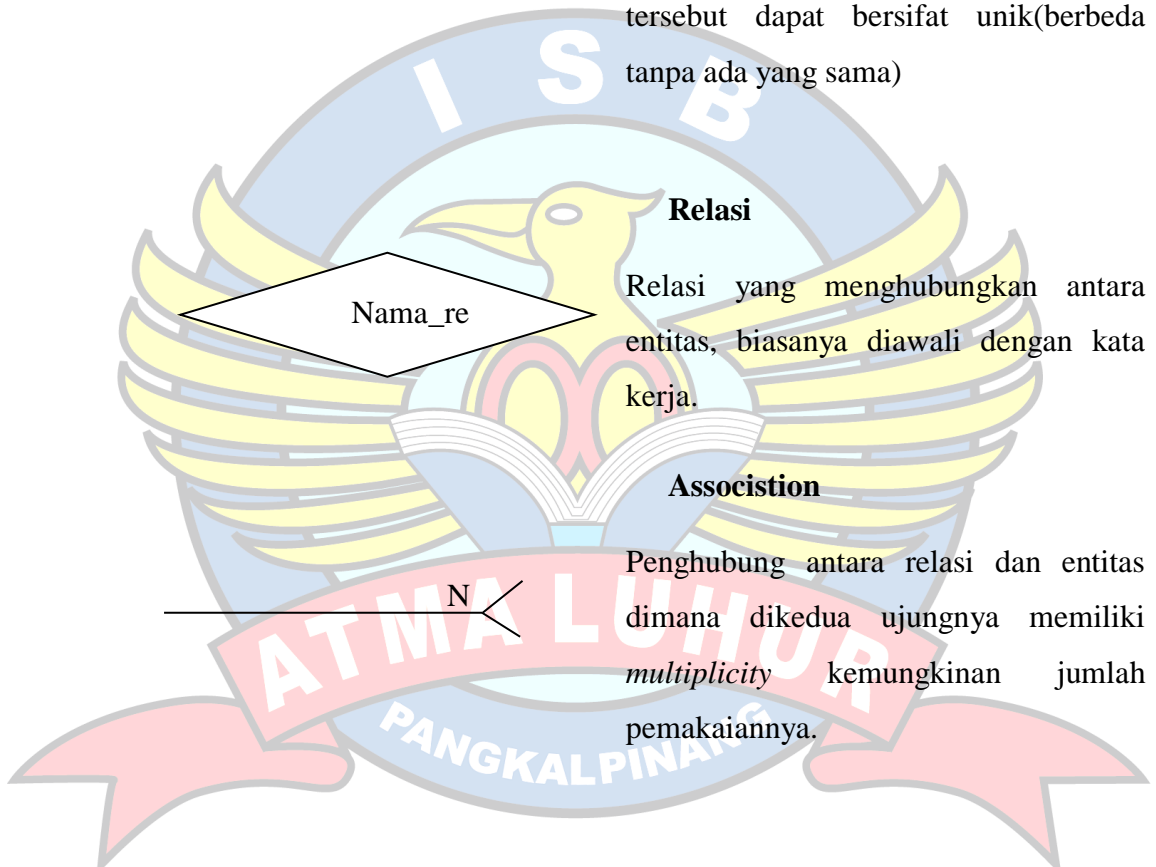 tersebut dapat bersifat unik(berbeda
tanpa ada yang sama)
I S B
Relasi
Nama_re
Relasi yang menghubungkan antara
entitas, biasanya diawali dengan kata
kerja.
Associstion
N
Penghubung antara relasi dan entitas
dimana dikedua ujungnya memiliki
multiplicity kemungkinan jumlah
pemakaiannya.
ATMA LUHUR
PANGKALPINANG